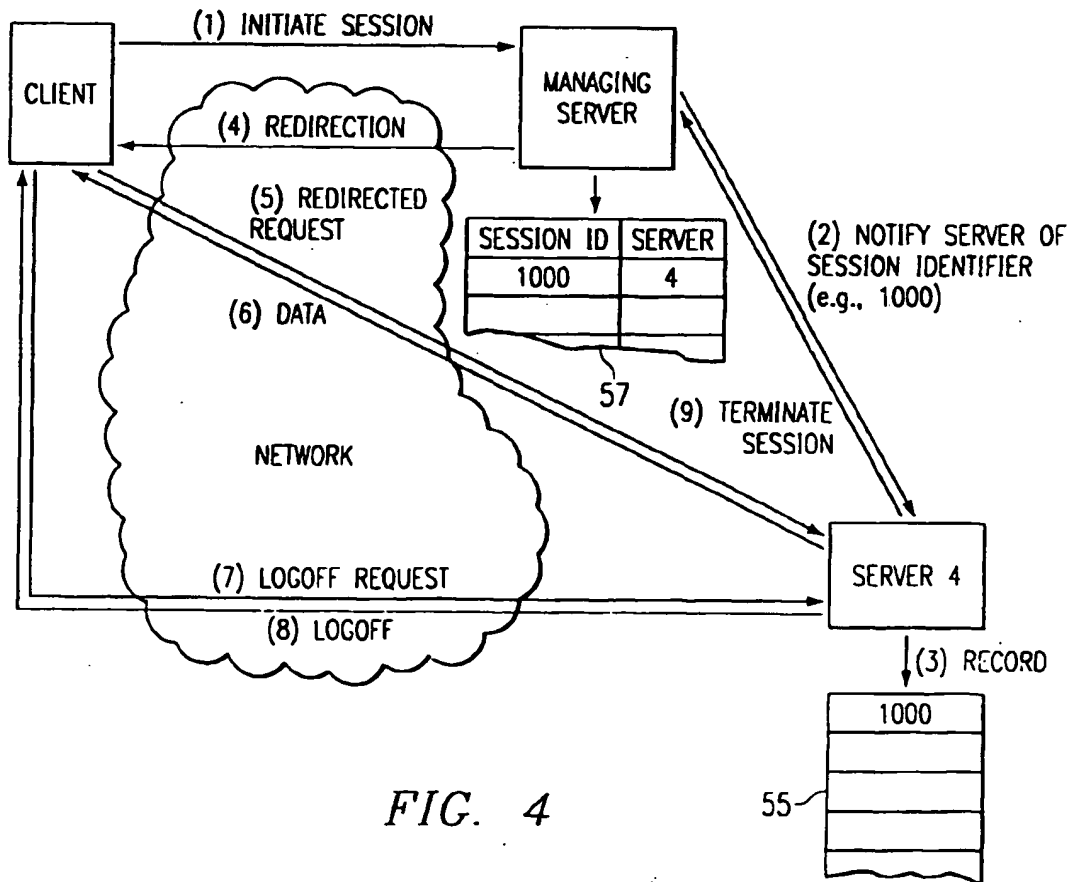 (1) INITIATE SESSION
CLIENT
MANAGING
SERVER
(4) REDIRECTION
(5) REDIRECTED
REQUEST
SESSION ID SERVER
1000 4
(2) NOTIFY SERVER OF
SESSION IDENTIFIER
(e.g., 1000)
(6) DATA
57
(9) TERMINATE
SESSION
NETWORK
(7) LOGOFF REQUEST
SERVER 4
(8) LOGOFF
(3) RECORD
1000
55
FIG. 4